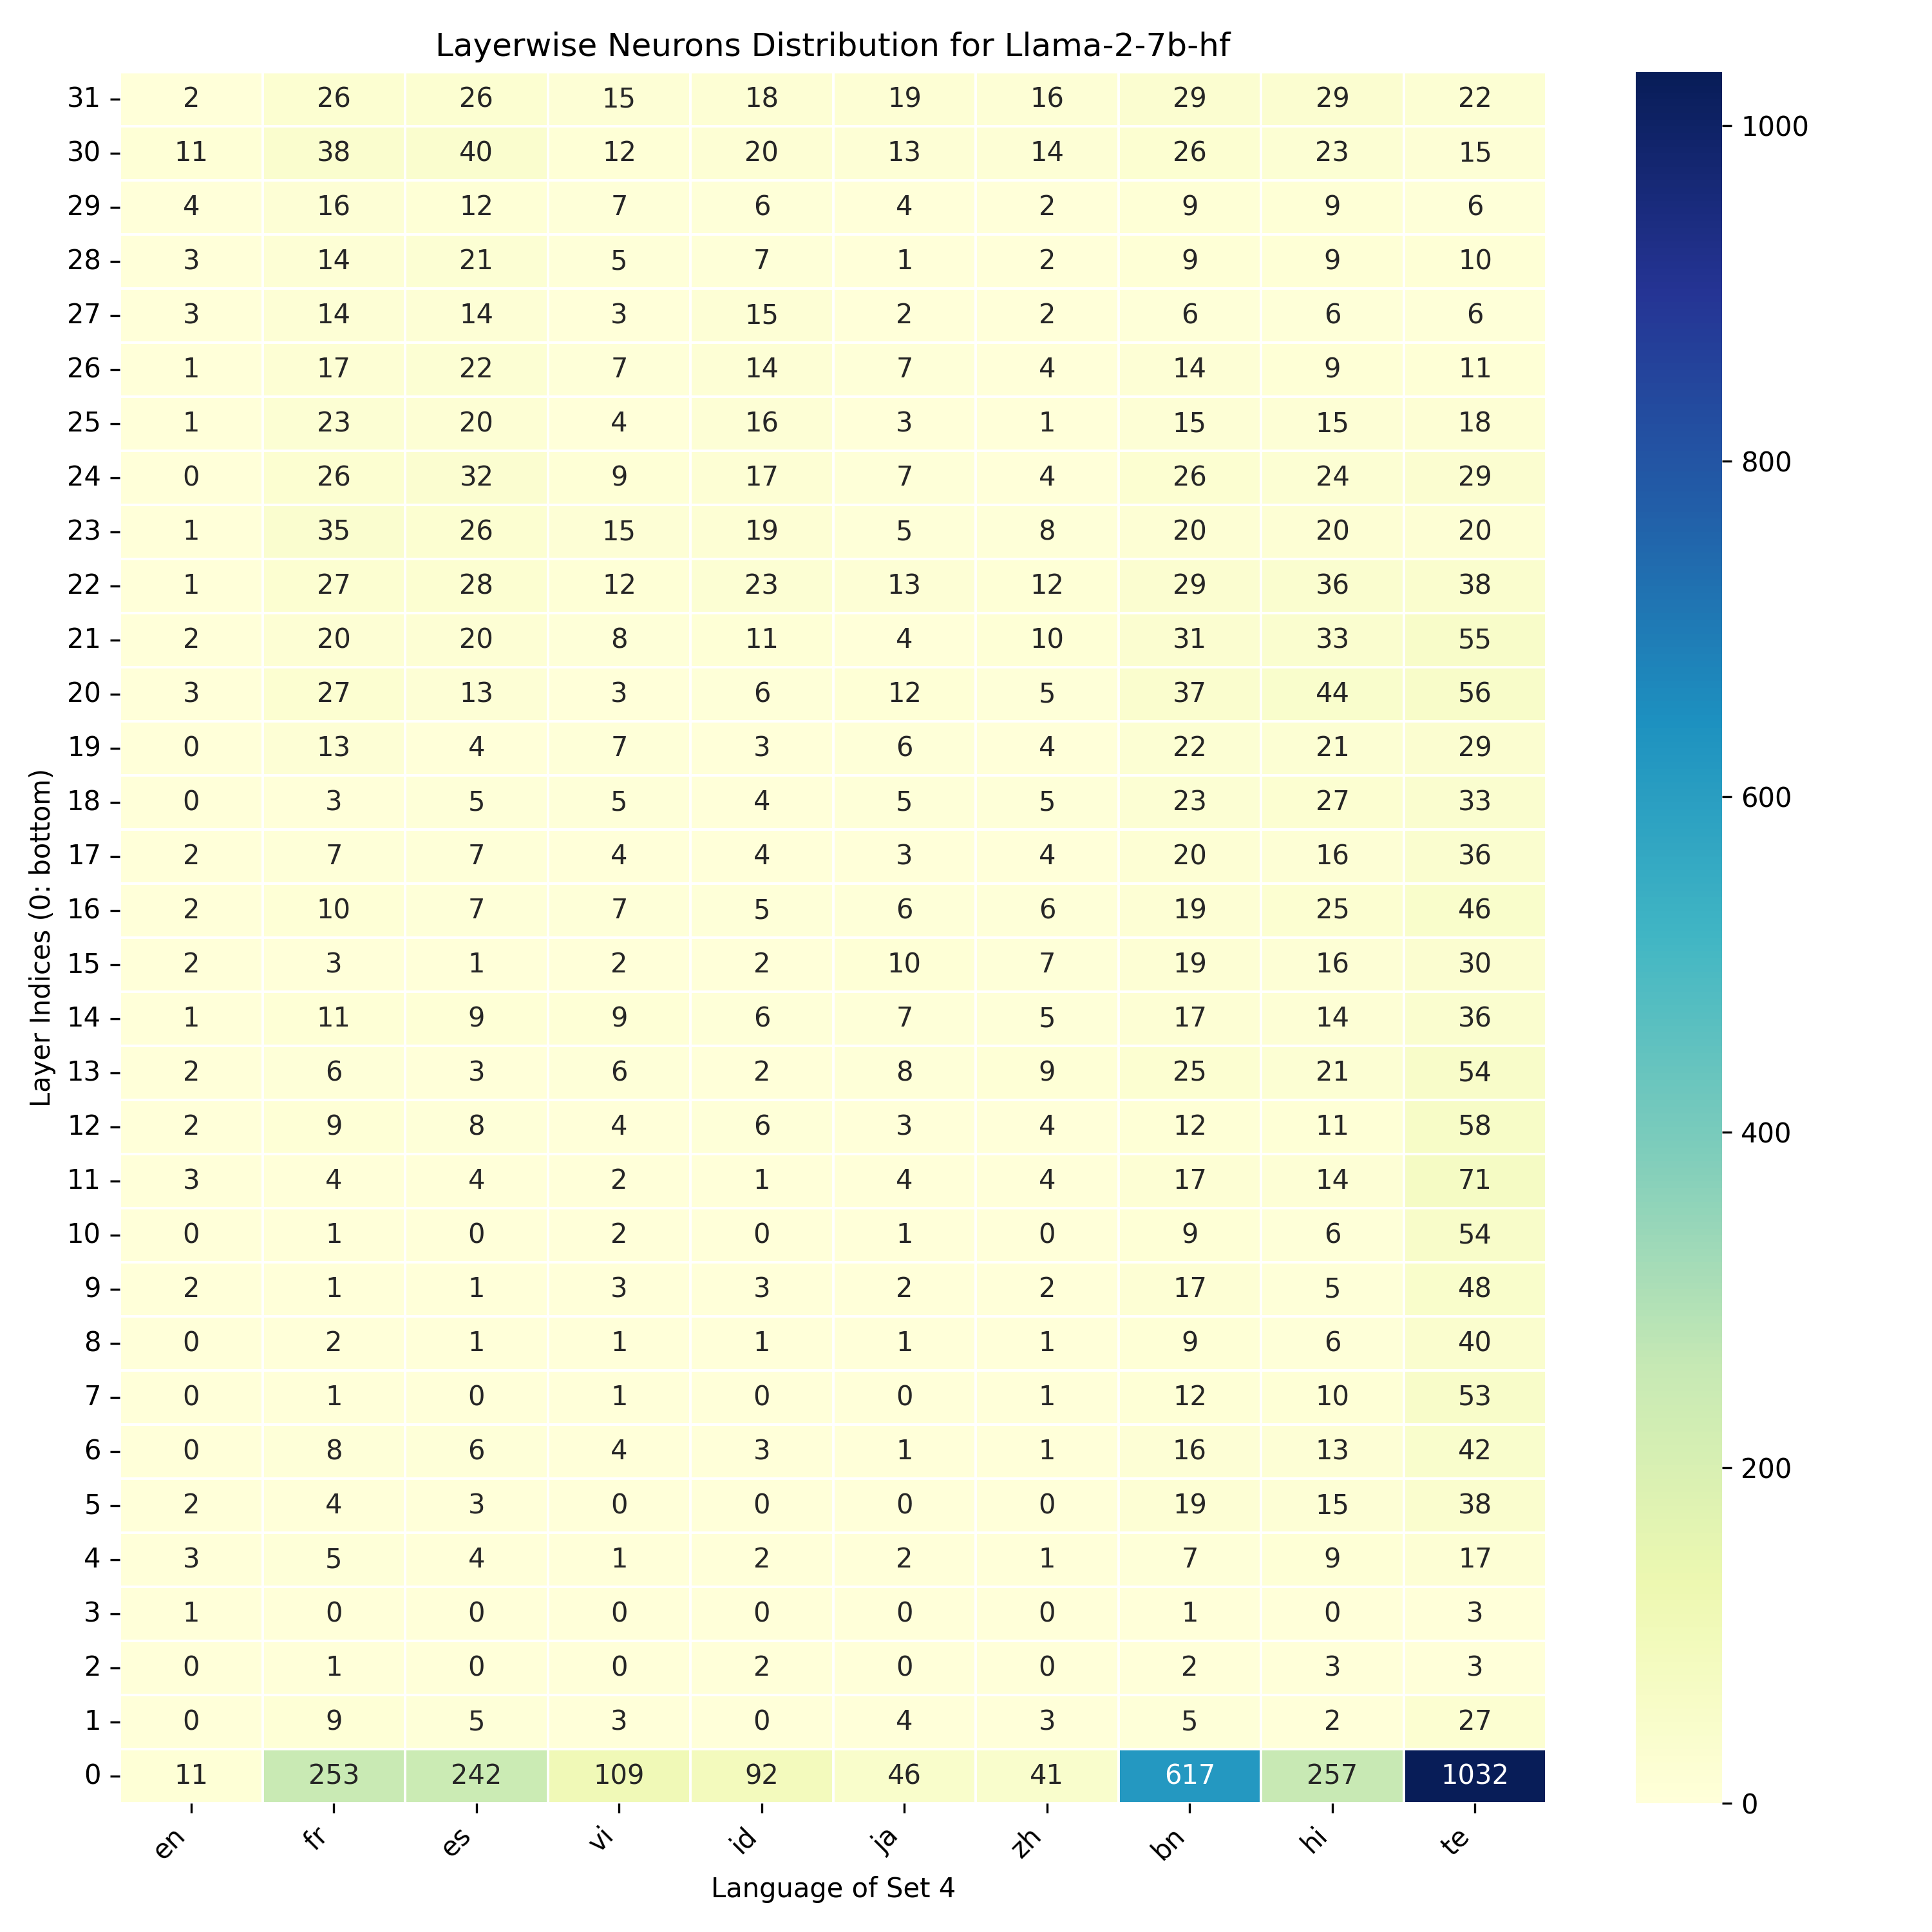 Layerwise Neurons Distribution for Llama-2-7b-hf
31 2 26 26 15 18 19 16 29 29 22
30 11 38 40 12 20 13 14 26 23 15
29 4 16 12 7 6 4 2 9 9 6
28 3 14 21 5 7 1 2 9 9 10
27 3 14 14 3 15 2 2 6 6 6
26 1 17 22 7 14 7 4 14 9 11
25 1 23 20 4 16 3 1 15 15 18
24 0 26 32 9 17 7 4 26 24 29
23 1 35 26 15 19 5 8 20 20 20
22 1 27 28 12 23 13 12 29 36 38
21 2 20 20 8 11 4 10 31 33 55
20 3 27 13 3 6 12 5 37 44 56
19 0 13 4 7 3 6 4 22 21 29
18 0 3 5 5 4 5 5 23 27 33
17 2 7 7 4 4 3 4 20 16 36
16 2 10 7 7 5 6 6 19 25 46
15 2 3 1 2 2 10 7 19 16 30
14 1 11 9 9 6 7 5 17 14 36
13 2 6 3 6 2 8 9 25 21 54
12 2 9 8 4 6 3 4 12 11 58
11 3 4 4 2 1 4 4 17 14 71
10 0 1 0 2 0 1 0 9 6 54
9 2 1 1 3 3 2 2 17 5 48
8 0 2 1 1 1 1 1 9 6 40
7 0 1 0 1 0 0 1 12 10 53
6 0 8 6 4 3 1 1 16 13 42
5 2 4 3 0 0 0 0 19 15 38
4 3 5 4 1 2 2 1 7 9 17
3 1 0 0 0 0 0 0 1 0 3
2 0 1 0 0 2 0 0 2 3 3
1 0 9 5 3 0 4 3 5 2 27
0 11 253 242 109 92 46 41 617 257 1032
en fr es vi id ja zh bn hi te
Language of Set 4
Layer Indices (0: bottom)
1000
800
600
400
200
0